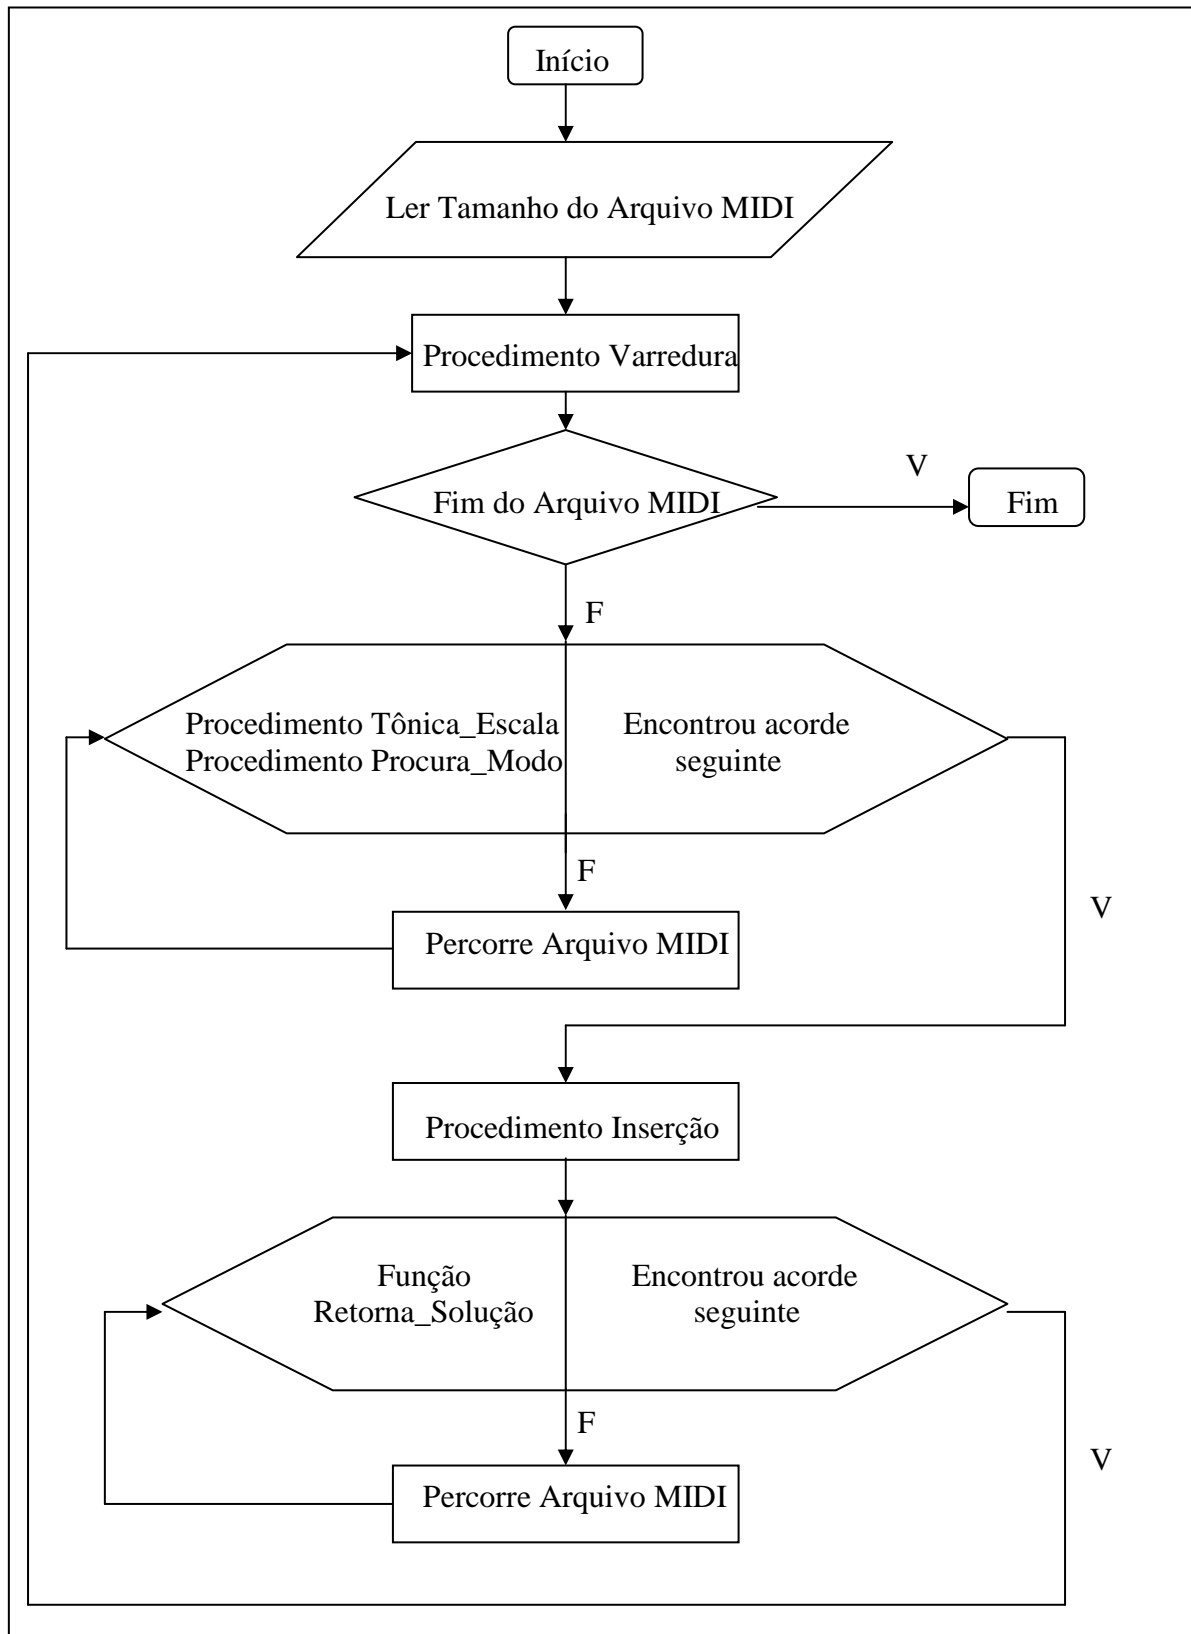 Início
Ler Tamanho do Arquivo MIDI
Procedimento Varredura
Fim do Arquivo MIDI
V
Fim
F
Procedimento Tônica_Escala
Procedimento Procura_Modo
Encontrou acorde
seguinte
F
V
Percorre Arquivo MIDI
Procedimento Inserção
Função
Retorna_Solução
Encontrou acorde
seguinte
F
V
Percorre Arquivo MIDI